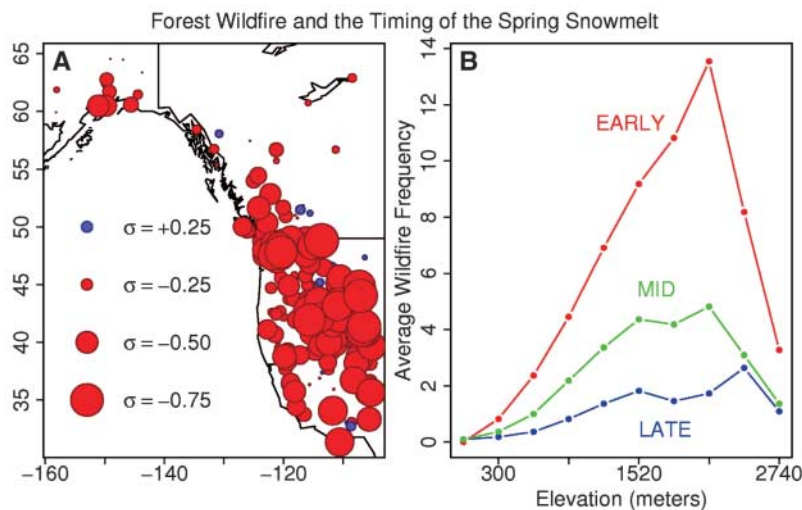 Forest Wildfire and the Timing of the Spring Snowmelt
A
65
60
55
50
45
40
35
σ = +0.25
σ = −0.25
σ = −0.50
σ = −0.75
−160
−140
−120
B
Average Wildfire Frequency
14
12
10
8
6
4
2
0
EARLY
MID
LATE
300
1520
2740
Elevation (meters)